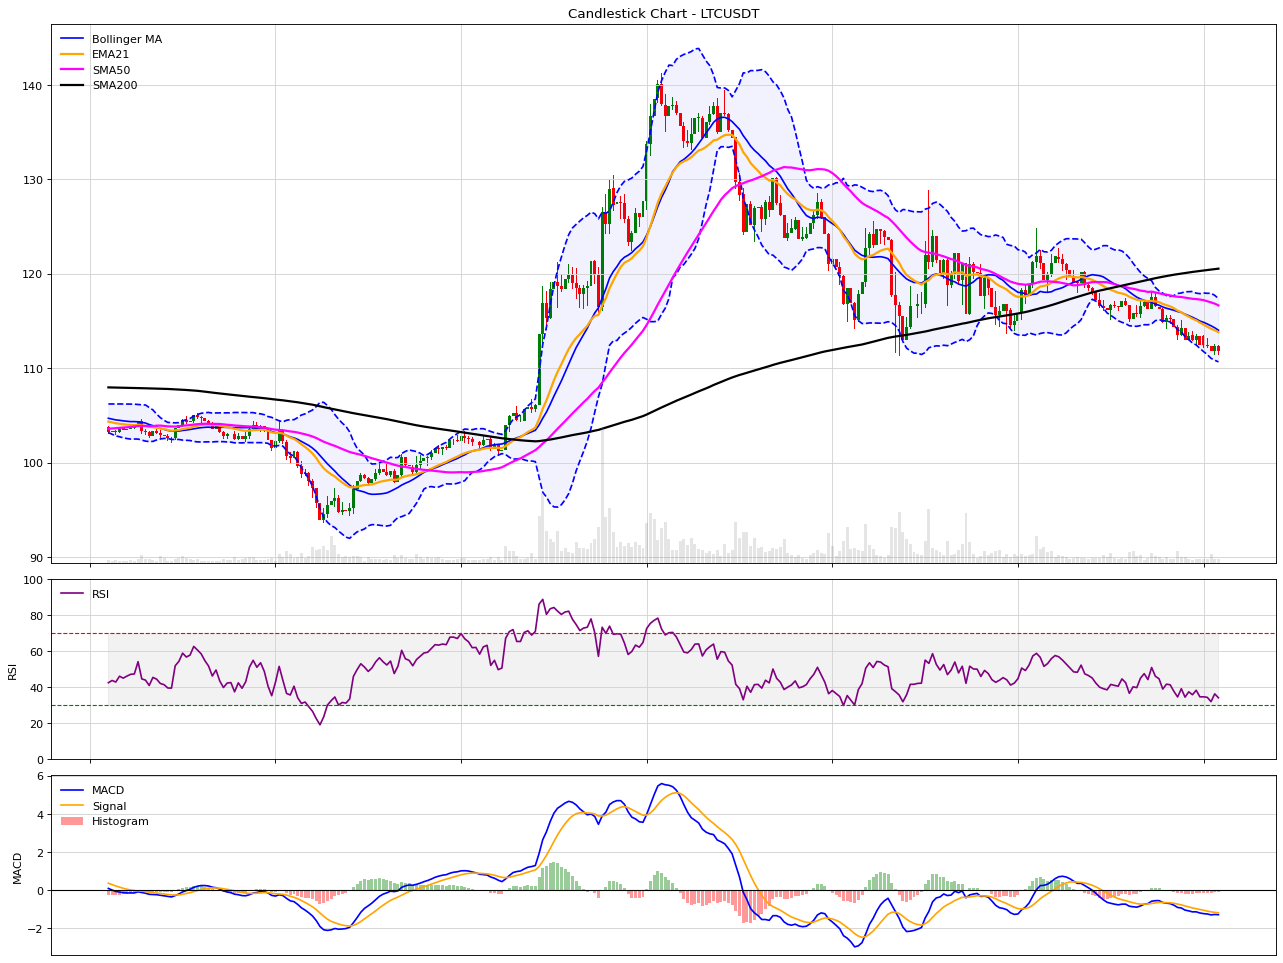 Candlestick Chart - LTCUSDT
Bollinger MA
EMA21
SMA50
SMA200
140
130
120
110
100
90
100
80
60
40
20
0
RSI
RSI
6
4
2
0
−2
MACD
MACD
Signal
Histogram